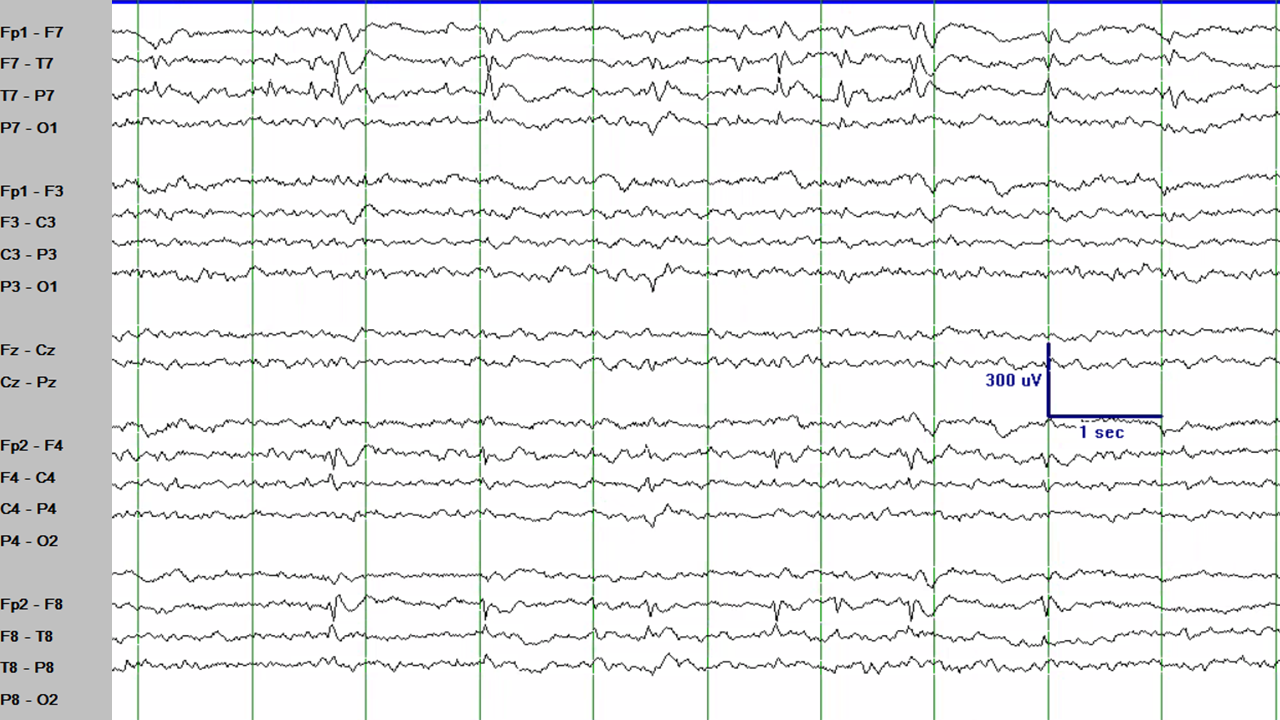 Fp1 - F7
F7 - T7
T7 - P7
P7 - O1
Fp1 - F3
F3 - C3
C3 - P3
P3 - O1
Fz - Cz
Cz - Pz
300 uV
1 sec
Fp2 - F4
F4 - C4
C4 - P4
P4 - O2
Fp2 - F8
F8 - T8
T8 - P8
P8 - O2